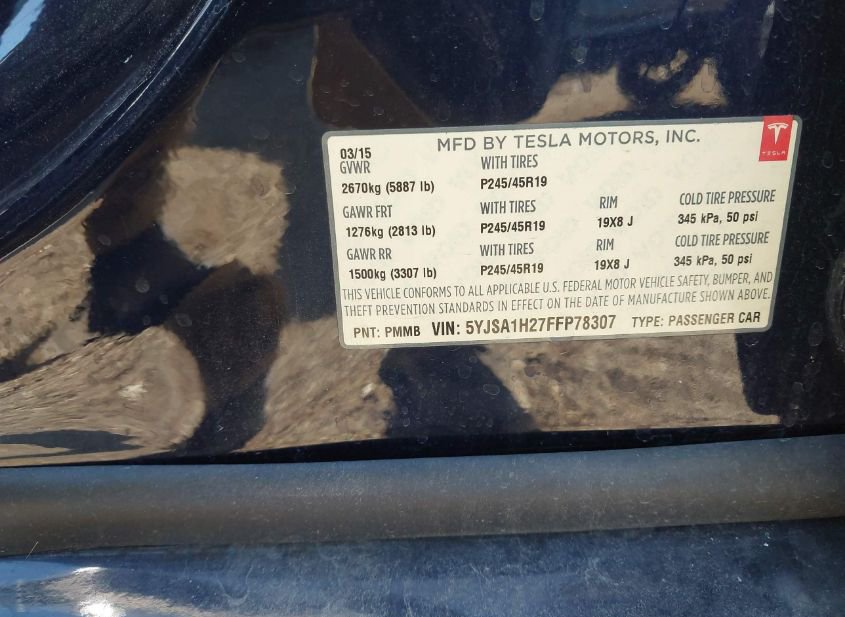 MFD BY TESLA MOTORS, INC.
TESLA
03/15
GVWR WITH TIRES
2670kg (5887 lb) P245/45R19
GAWR FRT WITH TIRES RIM COLD TIRE PRESSURE
1276kg (2813 lb) P245/45R19 19X8 J 345 kPa, 50 psi
GAWR RR WITH TIRES RIM COLD TIRE PRESSURE
1500kg (3307 lb) P245/45R19 19X8 J 345 kPa, 50 psi
THIS VEHICLE CONFORMS TO ALL APPLICABLE U.S. FEDERAL MOTOR VEHICLE SAFETY, BUMPER, AND
THEFT PREVENTION STANDARDS IN EFFECT ON THE DATE OF MANUFACTURE SHOWN ABOVE.
PNT: PMMB VIN: 5YJSA1H27FFP78307 TYPE: PASSENGER CAR